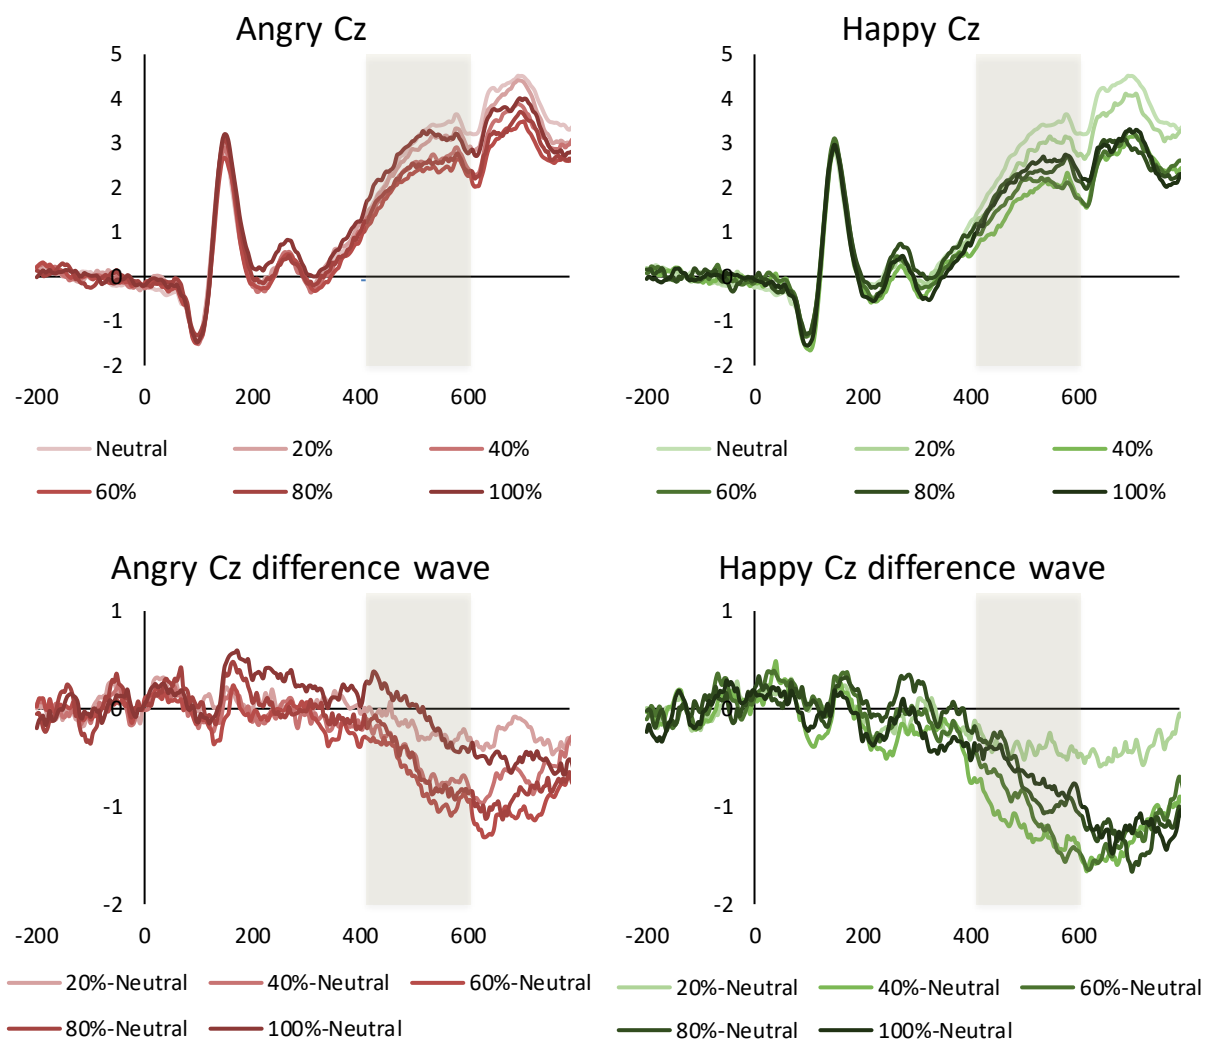 Angry Cz
5
4
3
2
1
0
-1
-2
-200 0 200 400 600
Neutral 20% 40%
60% 80% 100%
Happy Cz
5
4
3
2
1
0
-1
-2
-200 0 200 400 600
Neutral 20% 40%
60% 80% 100%
Angry Cz difference wave
1
0
-1
-2
-200 0 200 400 600
20%-Neutral 40%-Neutral 60%-Neutral
80%-Neutral 100%-Neutral
Happy Cz difference wave
1
0
-1
-2
-200 0 200 400 600
20%-Neutral 40%-Neutral 60%-Neutral
80%-Neutral 100%-Neutral